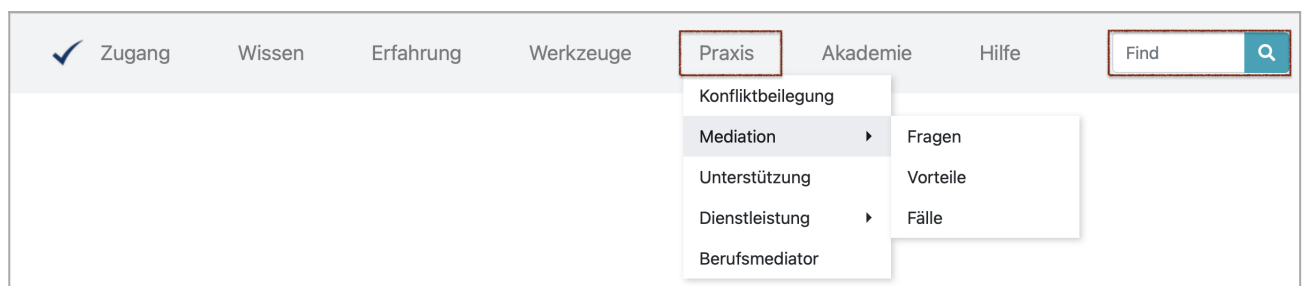 Zugang Wissen Erfahrung Werkzeuge Praxis Akademie Hilfe Find
Konfliktbeilegung
Mediation Fragen
Unterstützung Vorteile
Dienstleistung Fälle
Berufsmediator